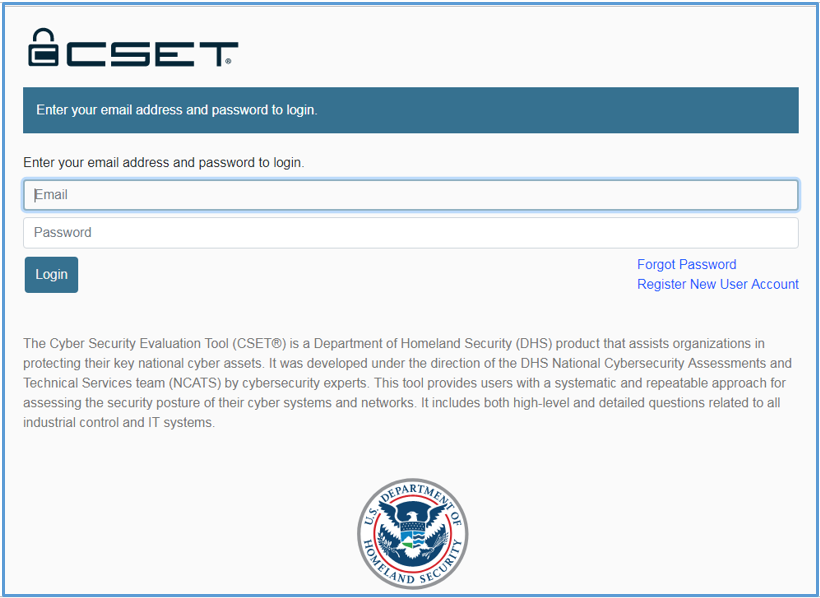 CSET®
Enter your email address and password to login.
Enter your email address and password to login.
Email
Password
Login
Forgot Password
Register New User Account
The Cyber Security Evaluation Tool (CSET®) is a Department of Homeland Security (DHS) product that assists organizations in
protecting their key national cyber assets. It was developed under the direction of the DHS National Cybersecurity Assessments and
Technical Services team (NCATS) by cybersecurity experts. This tool provides users with a systematic and repeatable approach for
assessing the security posture of their cyber systems and networks. It includes both high-level and detailed questions related to all
industrial control and IT systems.
U.S. DEPARTMENT OF
HOMELAND SECURITY